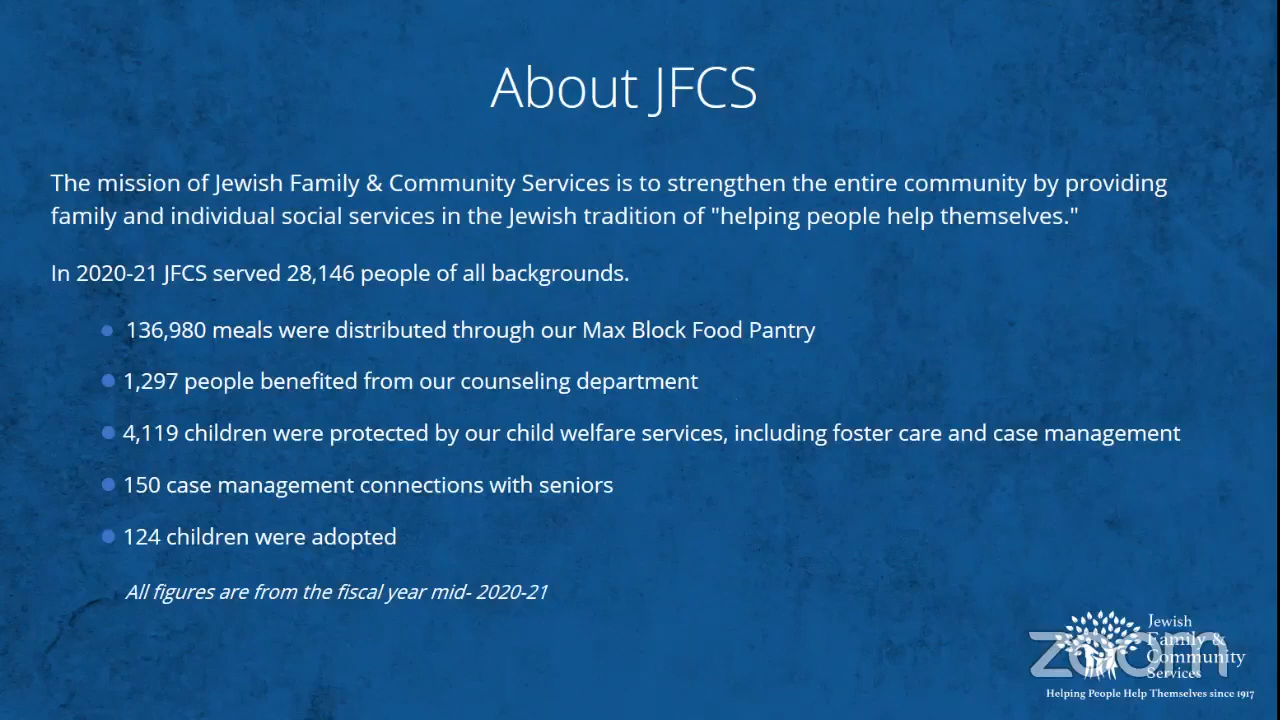 About JFCS
The mission of Jewish Family & Community Services is to strengthen the entire community by providing
family and individual social services in the Jewish tradition of "helping people help themselves."
In 2020-21 JFCS served 28,146 people of all backgrounds.
136,980 meals were distributed through our Max Block Food Pantry
1,297 people benefited from our counseling department
4,119 children were protected by our child welfare services, including foster care and case management
150 case management connections with seniors
124 children were adopted
All figures are from the fiscal year mid- 2020-21
Jewish
Family &
Community
Services
zoom
Helping People Help Themselves since 1917